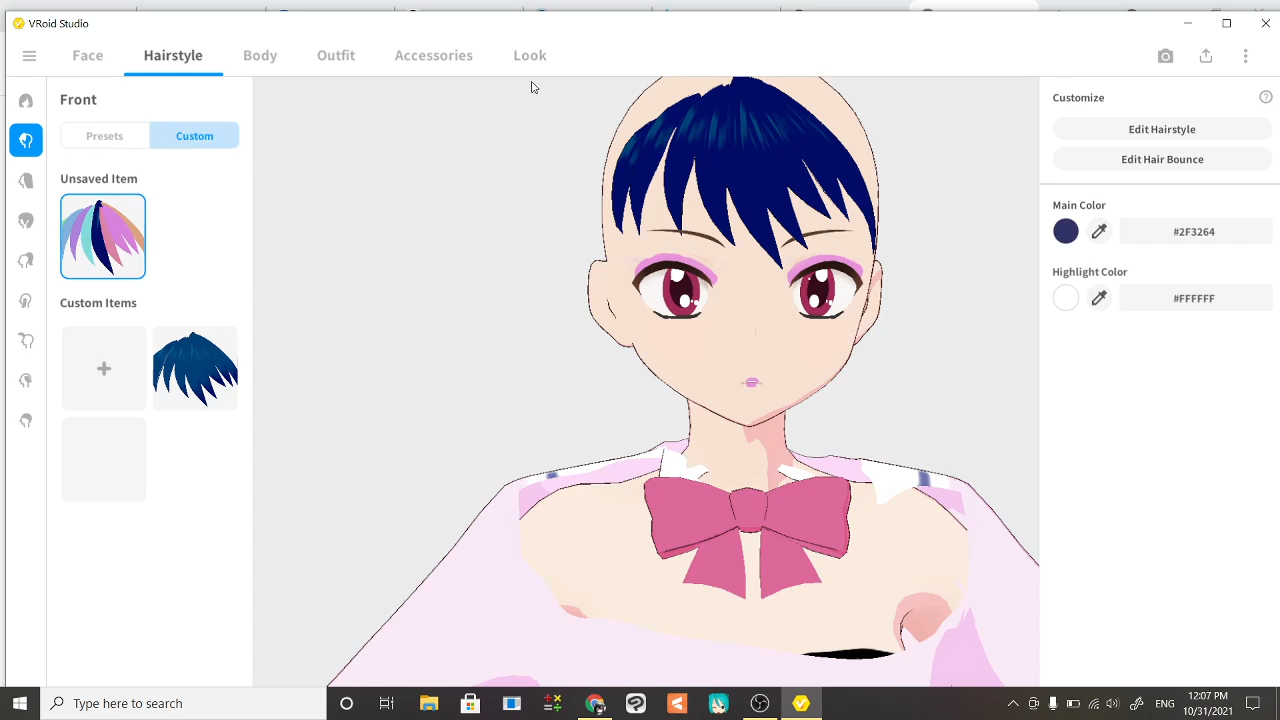 VRoid Studio
Face Hairstyle Body Outfit Accessories Look
Front
Presets Custom
Unsaved Item
Custom Items
Customize
Edit Hairstyle
Edit Hair Bounce
Main Color
#2F3264
Highlight Color
#FFFFFF
Type here to search
ENG
12:07 PM
10/31/2021